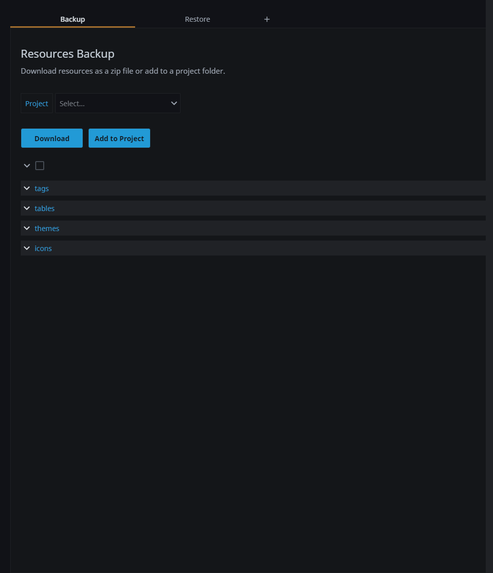 Backup Restore +
Resources Backup
Download resources as a zip file or add to a project folder.
Project Select...
Download Add to Project
tags
tables
themes
icons